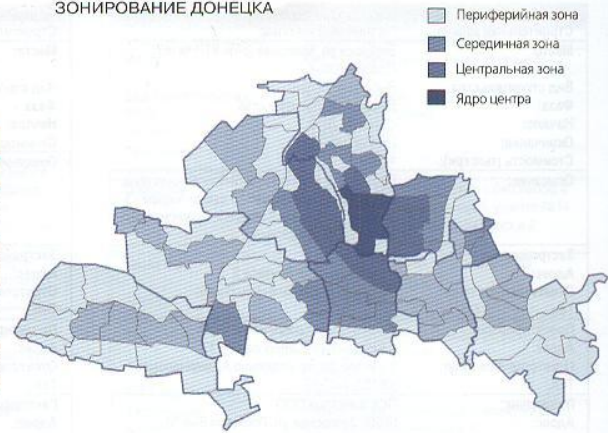 ЗОНИРОВАНИЕ ДОНЕЦКА
Периферийная зона
Серединная зона
Центральная зона
Ядро центра